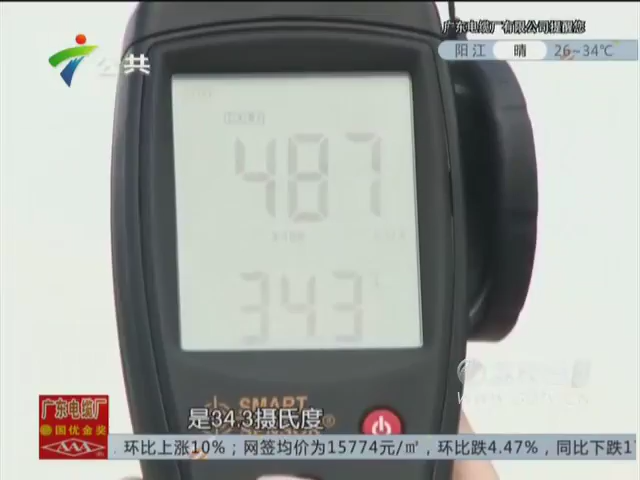 广东电缆厂有限公司提醒您
公共
阳江 晴 26~34℃
487
343
SMART
是34.3摄氏度
广东电缆厂
国优金奖
环比上涨10%；网签均价为15774元/㎡，环比跌4.47%，同比下跌1